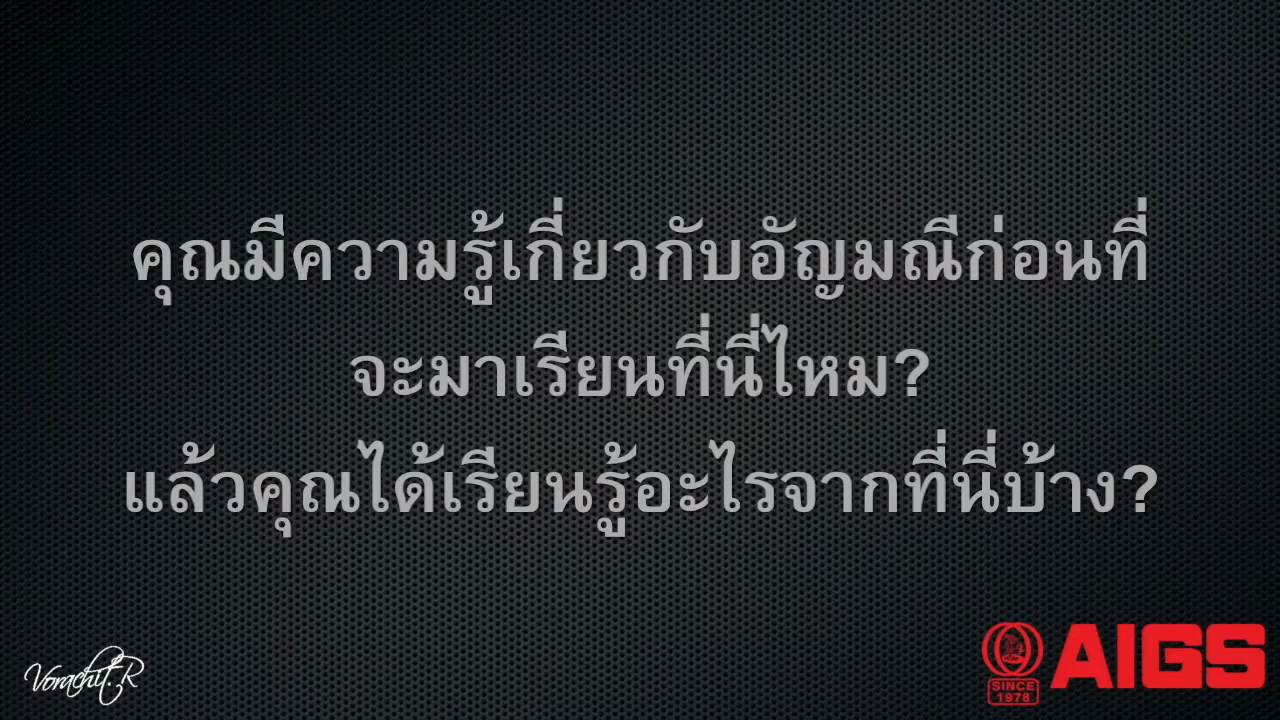 คุณมีความรู้เกี่ยวกับอัญมณีก่อนที่
จะมาเรียนที่นี่ไหม?
แล้วคุณได้เรียนรู้อะไรจากที่นี่บ้าง?
Vorachit.R
AIGS
SINCE
1978